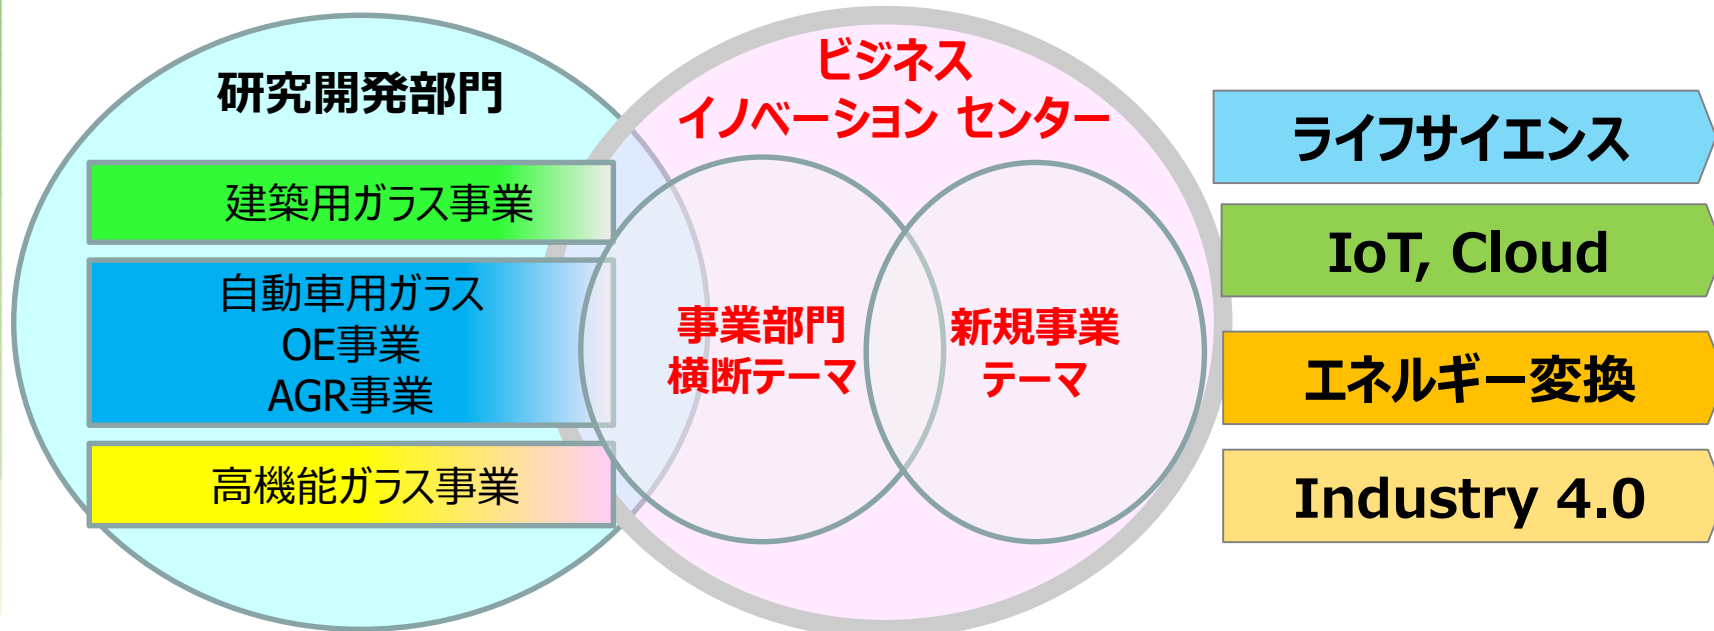 研究開発部門
建築用ガラス事業
自動車用ガラス
OE事業
AGR事業
高機能ガラス事業
ビジネス
イノベーション センター
事業部門
横断テーマ
新規事業
テーマ
ライフサイエンス
IoT, Cloud
エネルギー変換
Industry 4.0